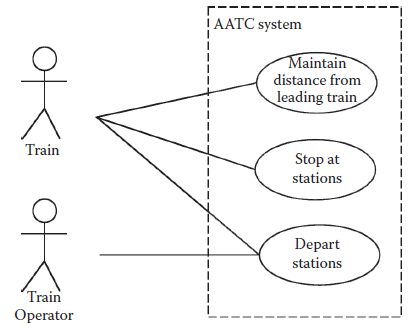 AATC system
Maintain
distance from
leading train
Train
Stop at
stations
Depart
stations
Train
Operator